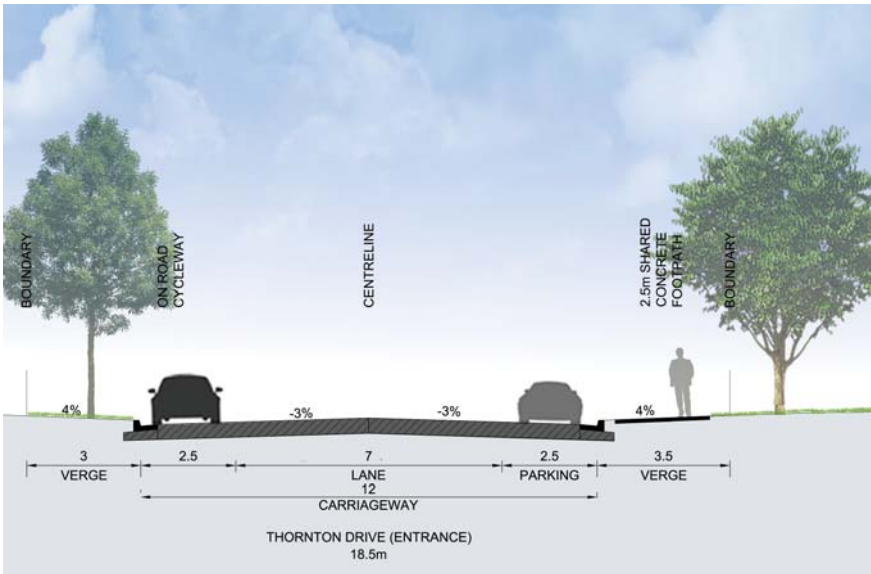 BOUNDARY
ON ROAD
CYCLEWAY
CENTRELINE
2.5m SHARED
CONCRETE
FOOTPATH
BOUNDARY
4%
-3%
-3%
4%
3
2.5
7
2.5
3.5
VERGE
LANE
PARKING
VERGE
12
CARRIAGEWAY
THORNTON DRIVE (ENTRANCE)
18.5m